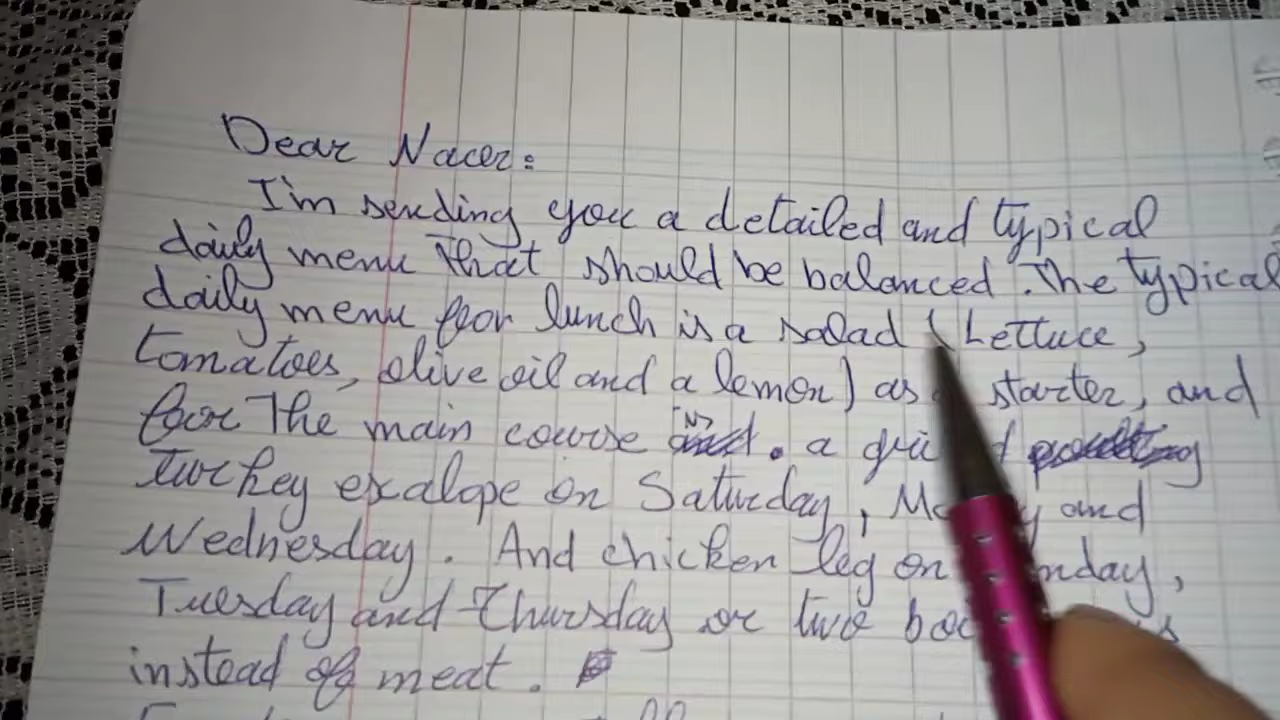 Dear Nacer:
I'm sending you a detailed and typical
daily menu that should be balanced. The typical
daily menu for lunch is a salad (Lettuce,
tomatoes, olive oil and a lemon) as starter, and
for The main course is a
turkey exalope on Saturday, and
Wednesday. And chicken leg on
Tuesday and Thursday or two
instead of meat.